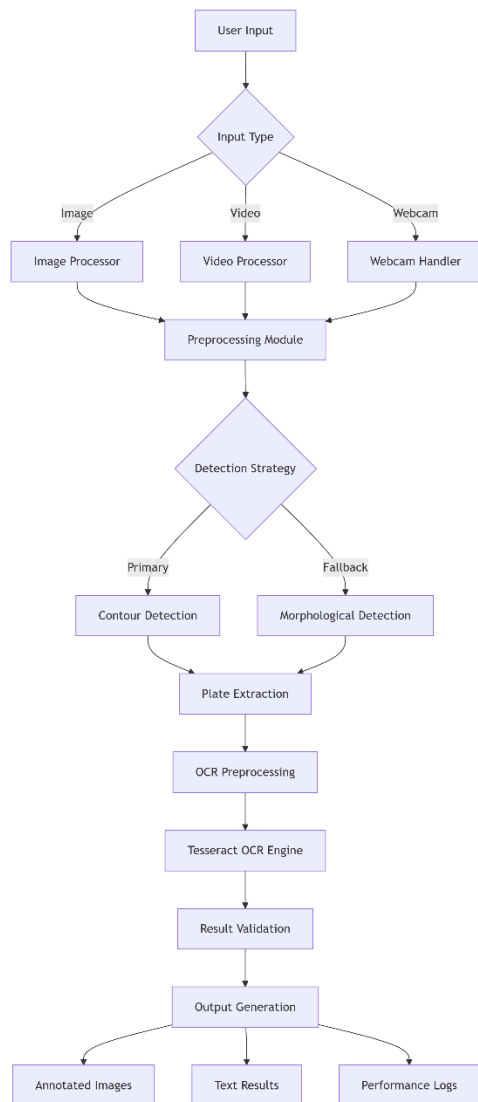 User Input
Input Type
Image
Video
Webcam
Image Processor
Video Processor
Webcam Handler
Preprocessing Module
Detection Strategy
Primary
Fallback
Contour Detection
Morphological Detection
Plate Extraction
OCR Preprocessing
Tesseract OCR Engine
Result Validation
Output Generation
Annotated Images
Text Results
Performance Logs